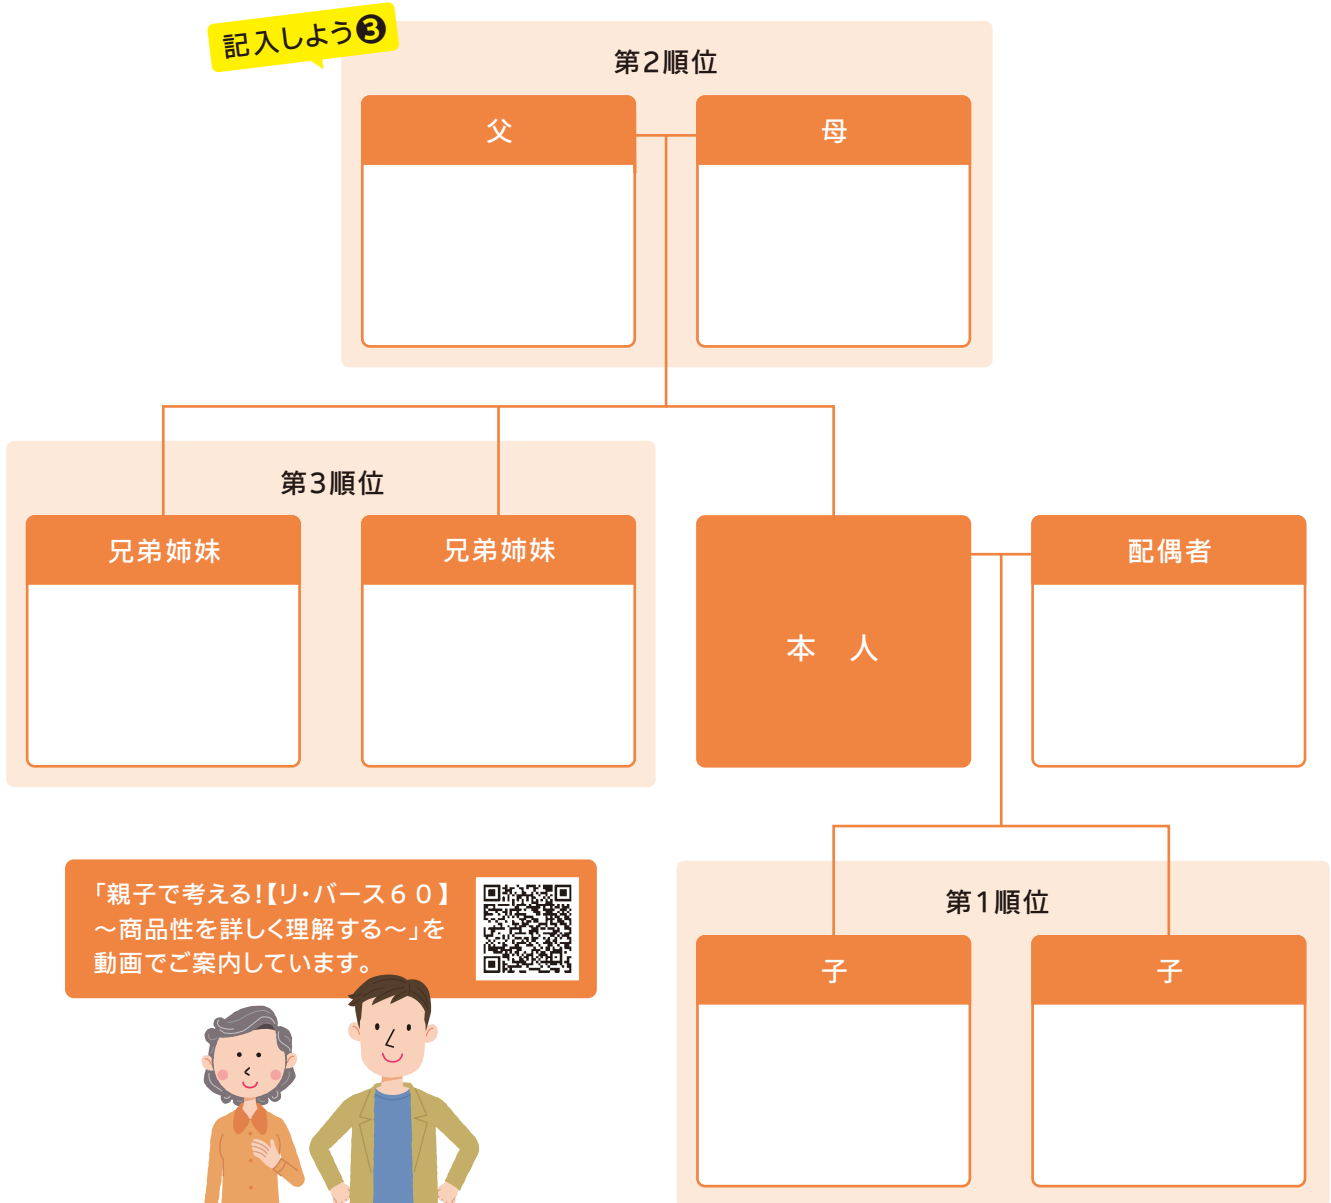 記入しよう❸
第2順位
父
母
第3順位
兄弟姉妹
兄弟姉妹
本　人
配偶者
「親子で考える!【リ・バース60】
～商品性を詳しく理解する～」を
動画でご案内しています。
第1順位
子
子